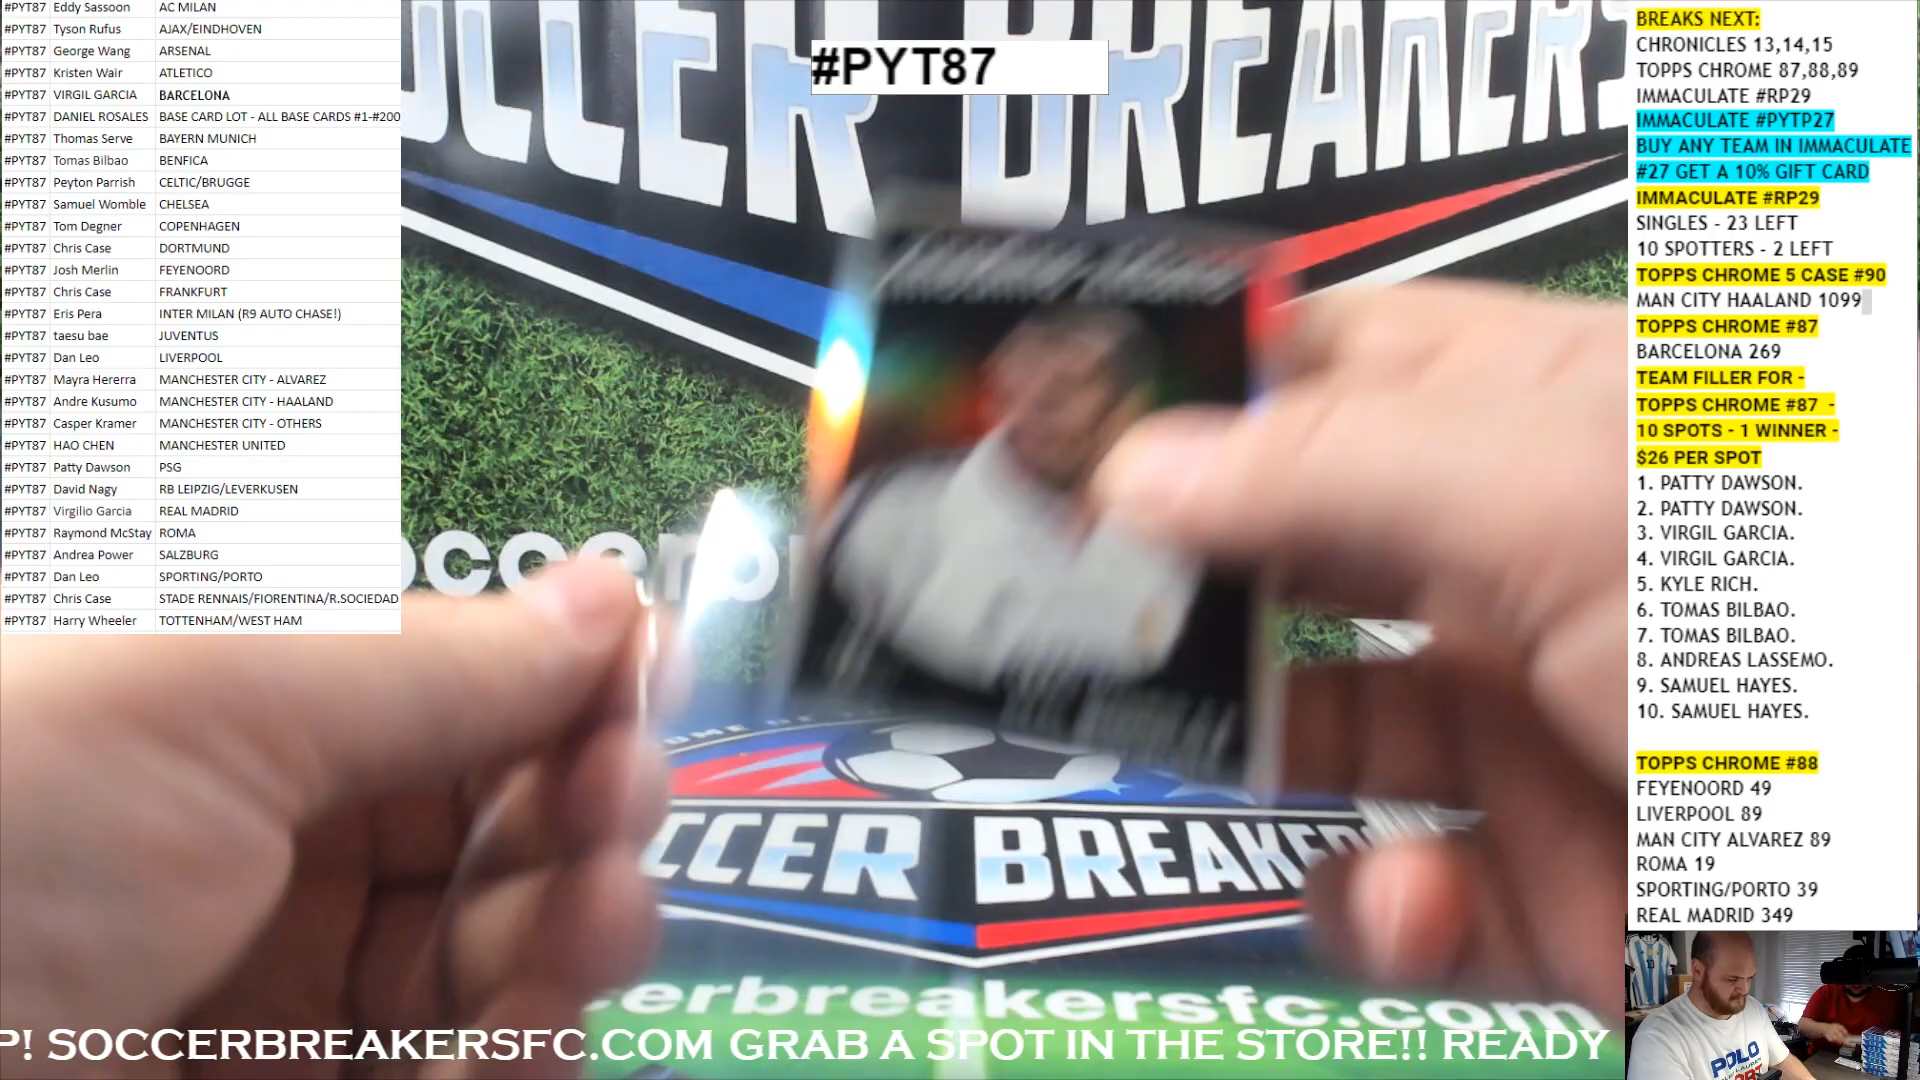 #PYT87 Eddy Sassoon AC MILAN
#PYT87 Tyson Rufus AJAX/EINDHOVEN
#PYT87 George Wang ARSENAL
#PYT87 Kristen Wair ATLETICO
#PYT87 VIRGIL GARCIA BARCELONA
#PYT87 DANIEL ROSALES BASE CARD LOT - ALL BASE CARDS #1-#200
#PYT87 Thomas Serve BAYERN MUNICH
#PYT87 Tomas Bilbao BENFICA
#PYT87 Peyton Parrish CELTIC/BRUGGE
#PYT87 Samuel Womble CHELSEA
#PYT87 Tom Degner COPENHAGEN
#PYT87 Chris Case DORTMUND
#PYT87 Josh Merlin FEYENOORD
#PYT87 Chris Case FRANKFURT
#PYT87 Eris Pera INTER MILAN (R9 AUTO CHASE!)
#PYT87 taesu bae JUVENTUS
#PYT87 Dan Leo LIVERPOOL
#PYT87 Mayra Hererra MANCHESTER CITY - ALVAREZ
#PYT87 Andre Kusumo MANCHESTER CITY - HAALAND
#PYT87 Casper Kramer MANCHESTER CITY - OTHERS
#PYT87 HAO CHEN MANCHESTER UNITED
#PYT87 Patty Dawson PSG
#PYT87 David Nagy RB LEIPZIG/LEVERKUSEN
#PYT87 Virgilio Garcia REAL MADRID
#PYT87 Raymond McStay ROMA
#PYT87 Andrea Power SALZBURG
#PYT87 Dan Leo SPORTING/PORTO
#PYT87 Chris Case STADE RENNAIS/FIORENTINA/R.SOCIEDAD
#PYT87 Harry Wheeler TOTTENHAM/WEST HAM
#PYT87
OCCER BREAKERS
soccerb
CCER BREAKER
cerbreakersfc.com
P! SOCCERBREAKERSFC.COM GRAB A SPOT IN THE STORE!! READY
BREAKS NEXT:
CHRONICLES 13,14,15
TOPPS CHROME 87,88,89
IMMACULATE #RP29
IMMACULATE #PYTP27
BUY ANY TEAM IN IMMACULATE
#27 GET A 10% GIFT CARD
IMMACULATE #RP29
SINGLES - 23 LEFT
10 SPOTTERS - 2 LEFT
TOPPS CHROME 5 CASE #90
MAN CITY HAALAND 1099
TOPPS CHROME #87
BARCELONA 269
TEAM FILLER FOR -
TOPPS CHROME #87 -
10 SPOTS - 1 WINNER -
$26 PER SPOT
1. PATTY DAWSON.
2. PATTY DAWSON.
3. VIRGIL GARCIA.
4. VIRGIL GARCIA.
5. KYLE RICH.
6. TOMAS BILBAO.
7. TOMAS BILBAO.
8. ANDREAS LASSEMO.
9. SAMUEL HAYES.
10. SAMUEL HAYES.
TOPPS CHROME #88
FEYENOORD 49
LIVERPOOL 89
MAN CITY ALVAREZ 89
ROMA 19
SPORTING/PORTO 39
REAL MADRID 349
10
POLO